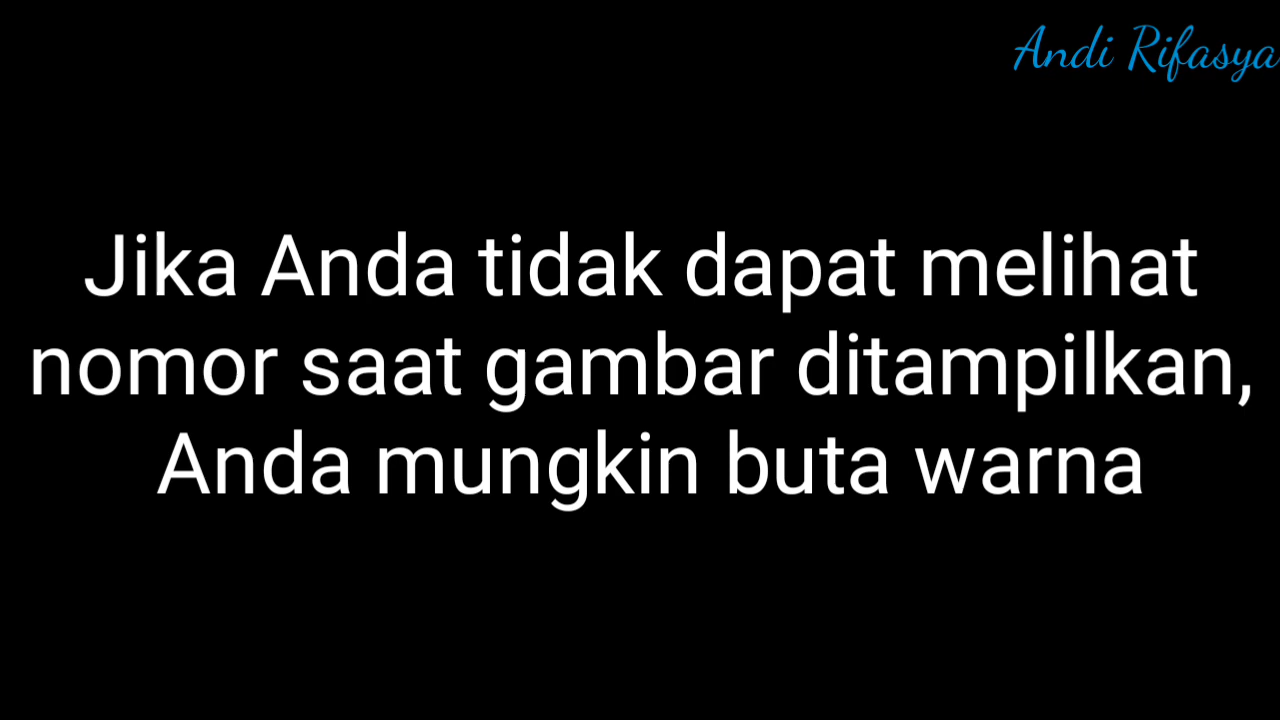 Andi Rifasya
Jika Anda tidak dapat melihat
nomor saat gambar ditampilkan,
Anda mungkin buta warna